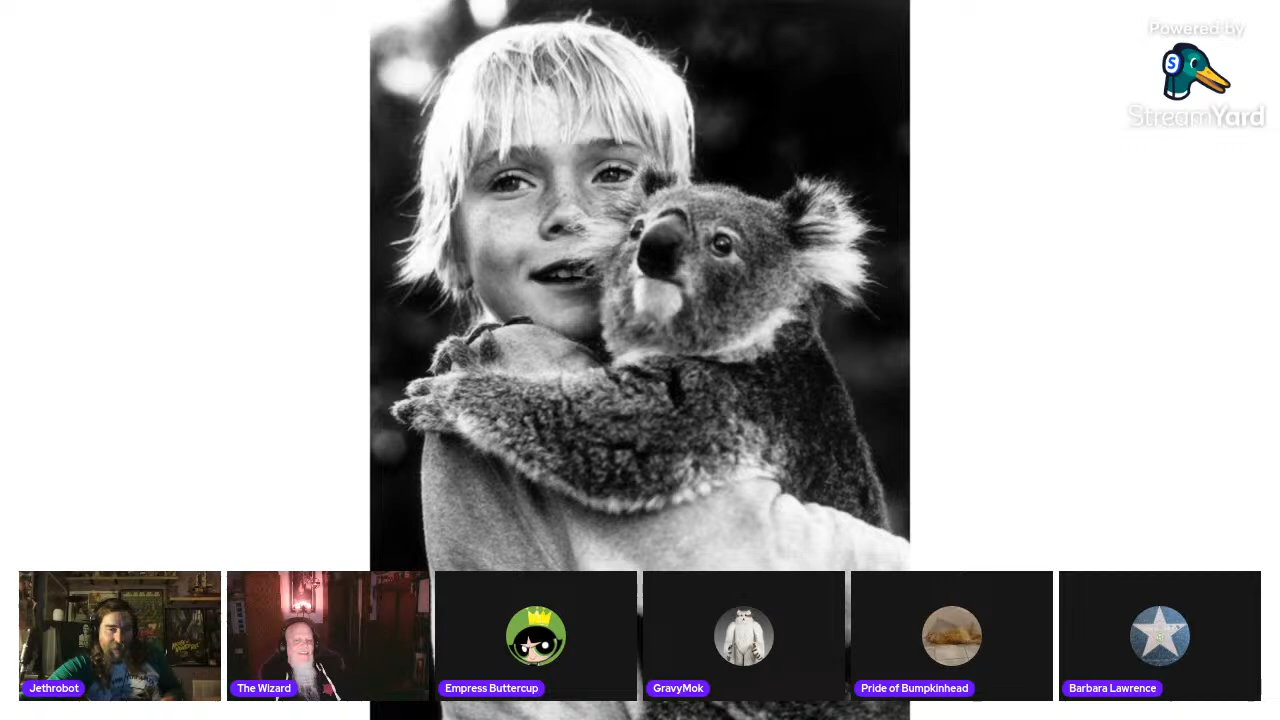 Powered by
StreamYard
Jethrobot
The Wizard
Empress Buttercup
GravyMok
Pride of Bumpkinhead
Barbara Lawrence